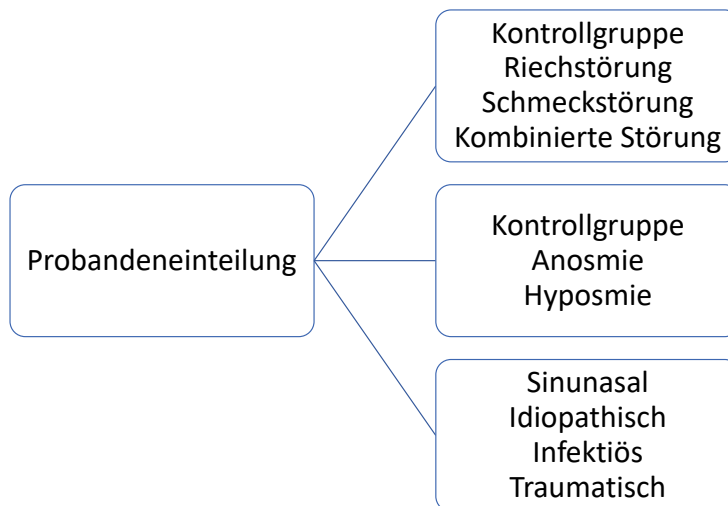 Probandeneinteilung
Kontrollgruppe
Riechstörung
Schmeckstörung
Kombinierte Störung
Kontrollgruppe
Anosmie
Hyposmie
Sinunasal
Idiopathisch
Infektiös
Traumatisch